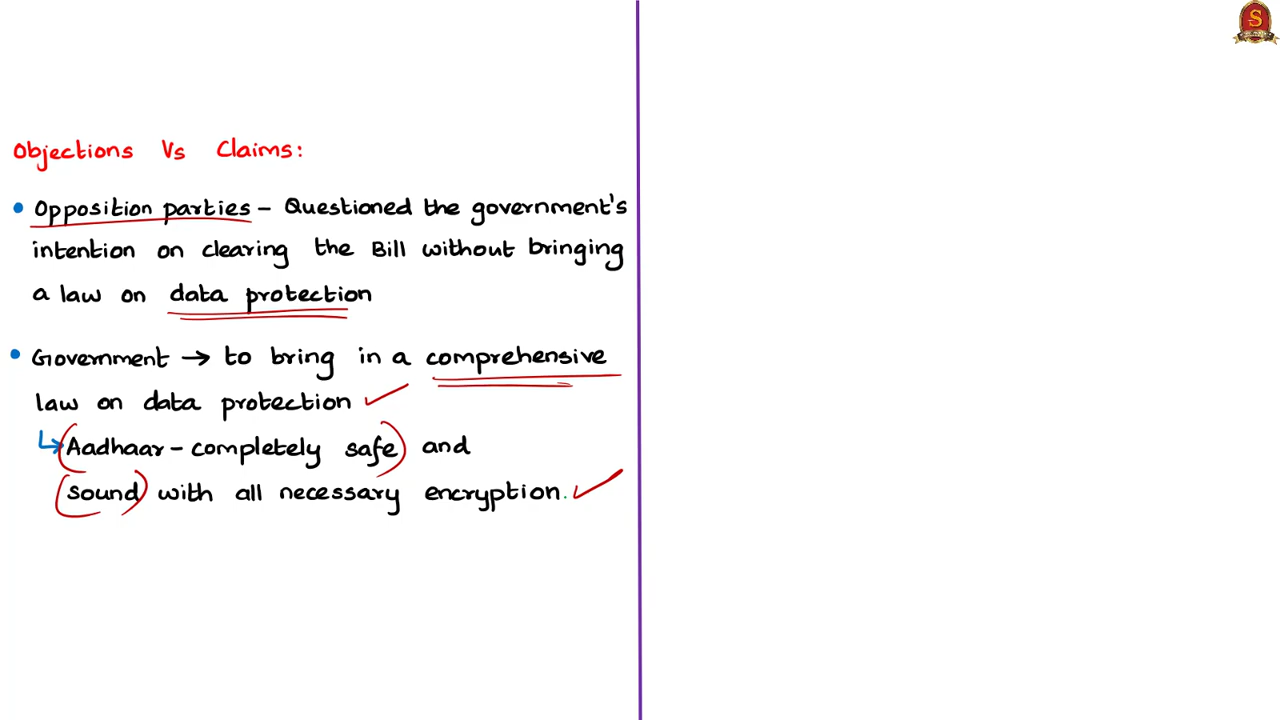 Objections Vs Claims:
• Opposition parties – Questioned the government's
intention on clearing the Bill without bringing
a law on data protection
• Government → to bring in a comprehensive
law on data protection ✓
↳ (Aadhaar – completely safe) and
(sound) with all necessary encryption. ✓
S